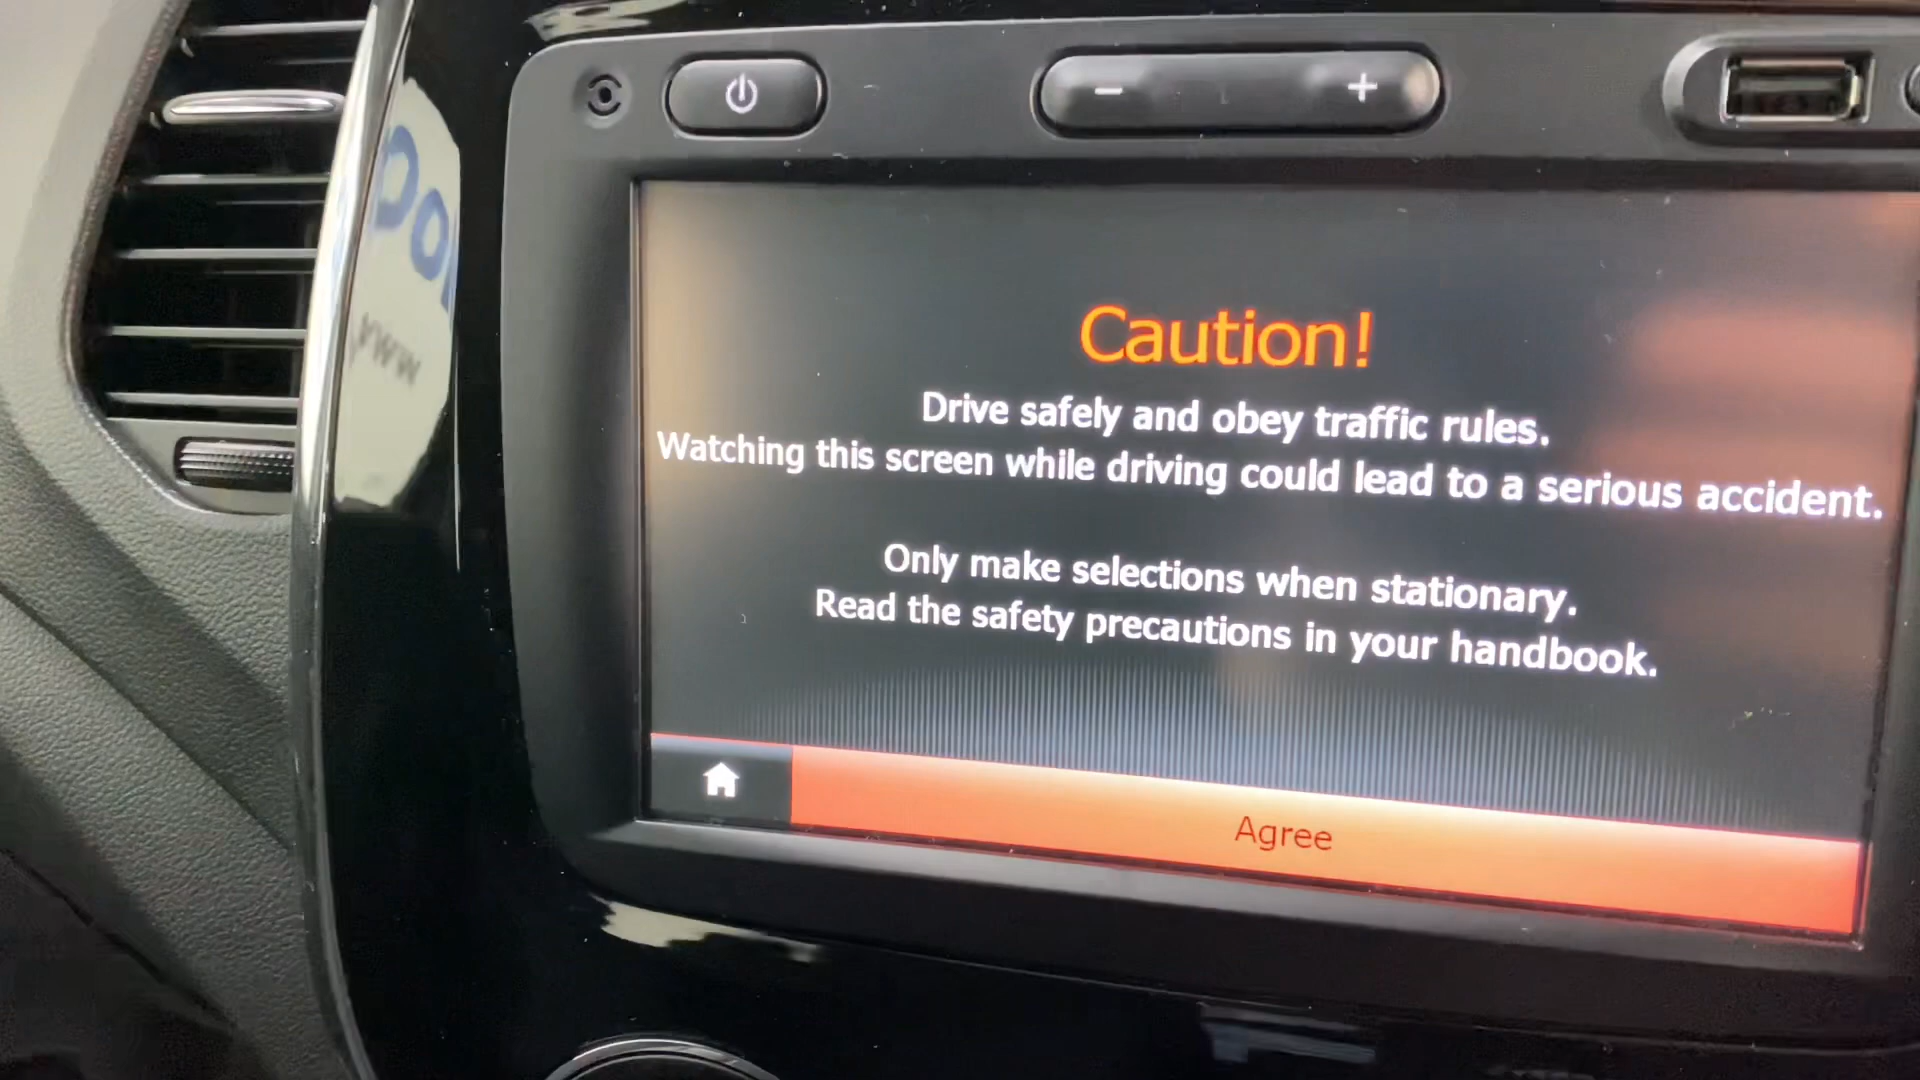 Caution!
Drive safely and obey traffic rules.
Watching this screen while driving could lead to a serious accident.
Only make selections when stationary.
Read the safety precautions in your handbook.
Agree